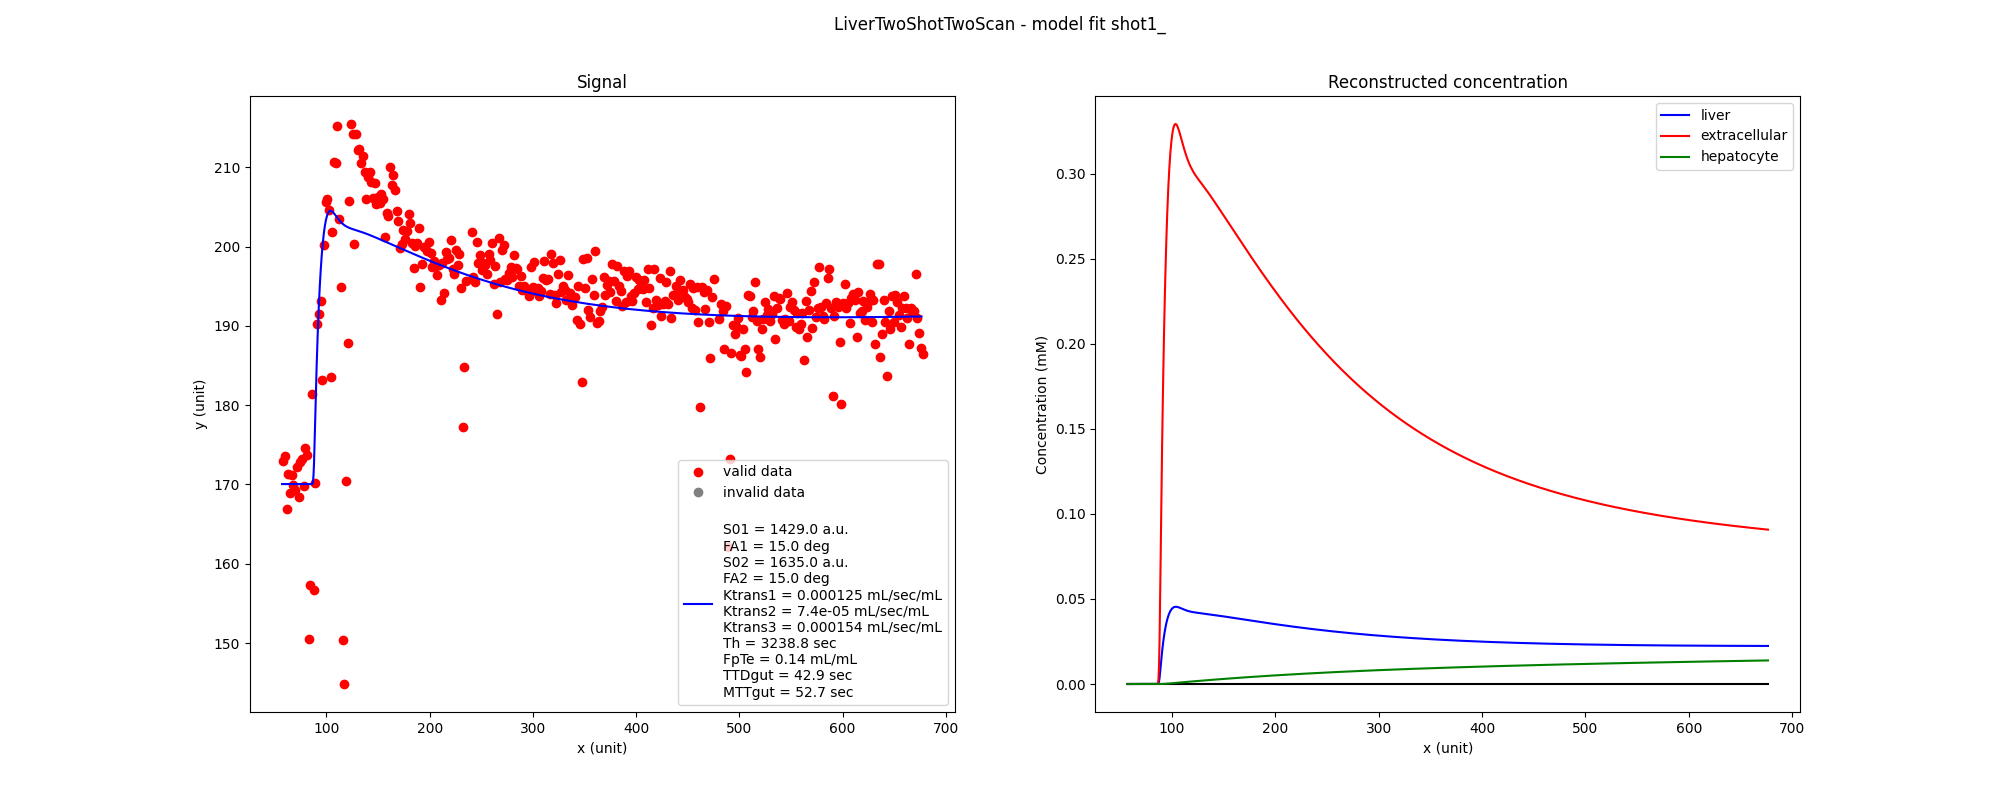 LiverTwoShotTwoScan - model fit shot1_
Signal
y (unit)
210
200
190
180
170
160
150
100 200 300 400 500 600 700
x (unit)
valid data
invalid data
S01 = 1429.0 a.u.
FA1 = 15.0 deg
S02 = 1635.0 a.u.
FA2 = 15.0 deg
Ktrans1 = 0.000125 mL/sec/mL
Ktrans2 = 7.4e-05 mL/sec/mL
Ktrans3 = 0.000154 mL/sec/mL
Th = 3238.8 sec
FpTe = 0.14 mL/mL
TTDgut = 42.9 sec
MTTgut = 52.7 sec
Reconstructed concentration
Concentration (mM)
0.30
0.25
0.20
0.15
0.10
0.05
0.00
100 200 300 400 500 600 700
x (unit)
liver
extracellular
hepatocyte